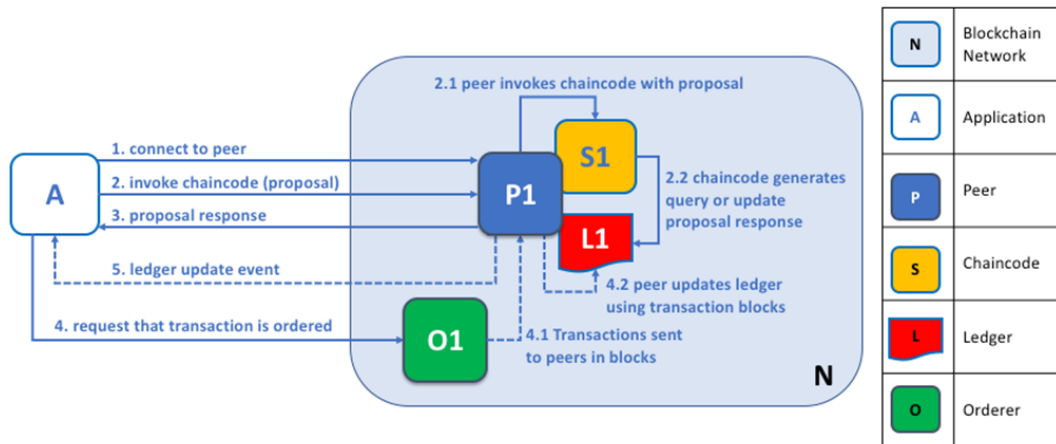 2.1 peer invokes chaincode with proposal
1. connect to peer
2. invoke chaincode (proposal)
3. proposal response
A
P1
S1
2.2 chaincode generates
query or update
proposal response
L1
5. ledger update event
4.2 peer updates ledger
using transaction blocks
4. request that transaction is ordered
O1
4.1 Transactions sent
to peers in blocks
N
N
Blockchain
Network
A
Application
P
Peer
S
Chaincode
L
Ledger
O
Orderer